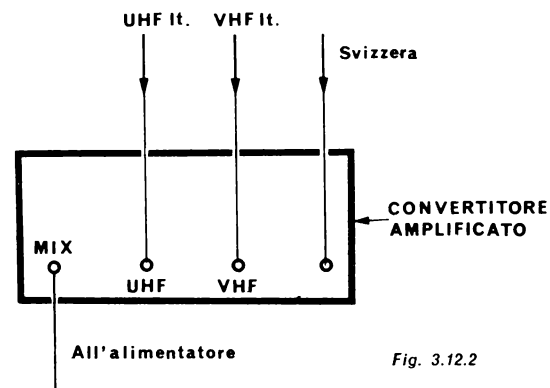 UHF It. VHF It.
Svizzera
CONVERTITORE
AMPLIFICATO
MIX
UHF VHF
All'alimentatore
Fig. 3.12.2